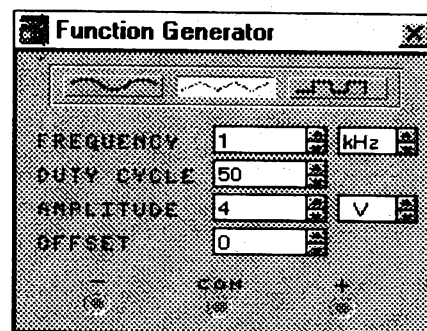 Function Generator
FREQUENCY 1 kHz
DUTY CYCLE 50
AMPLITUDE 4 V
OFFSET 0
− COM +